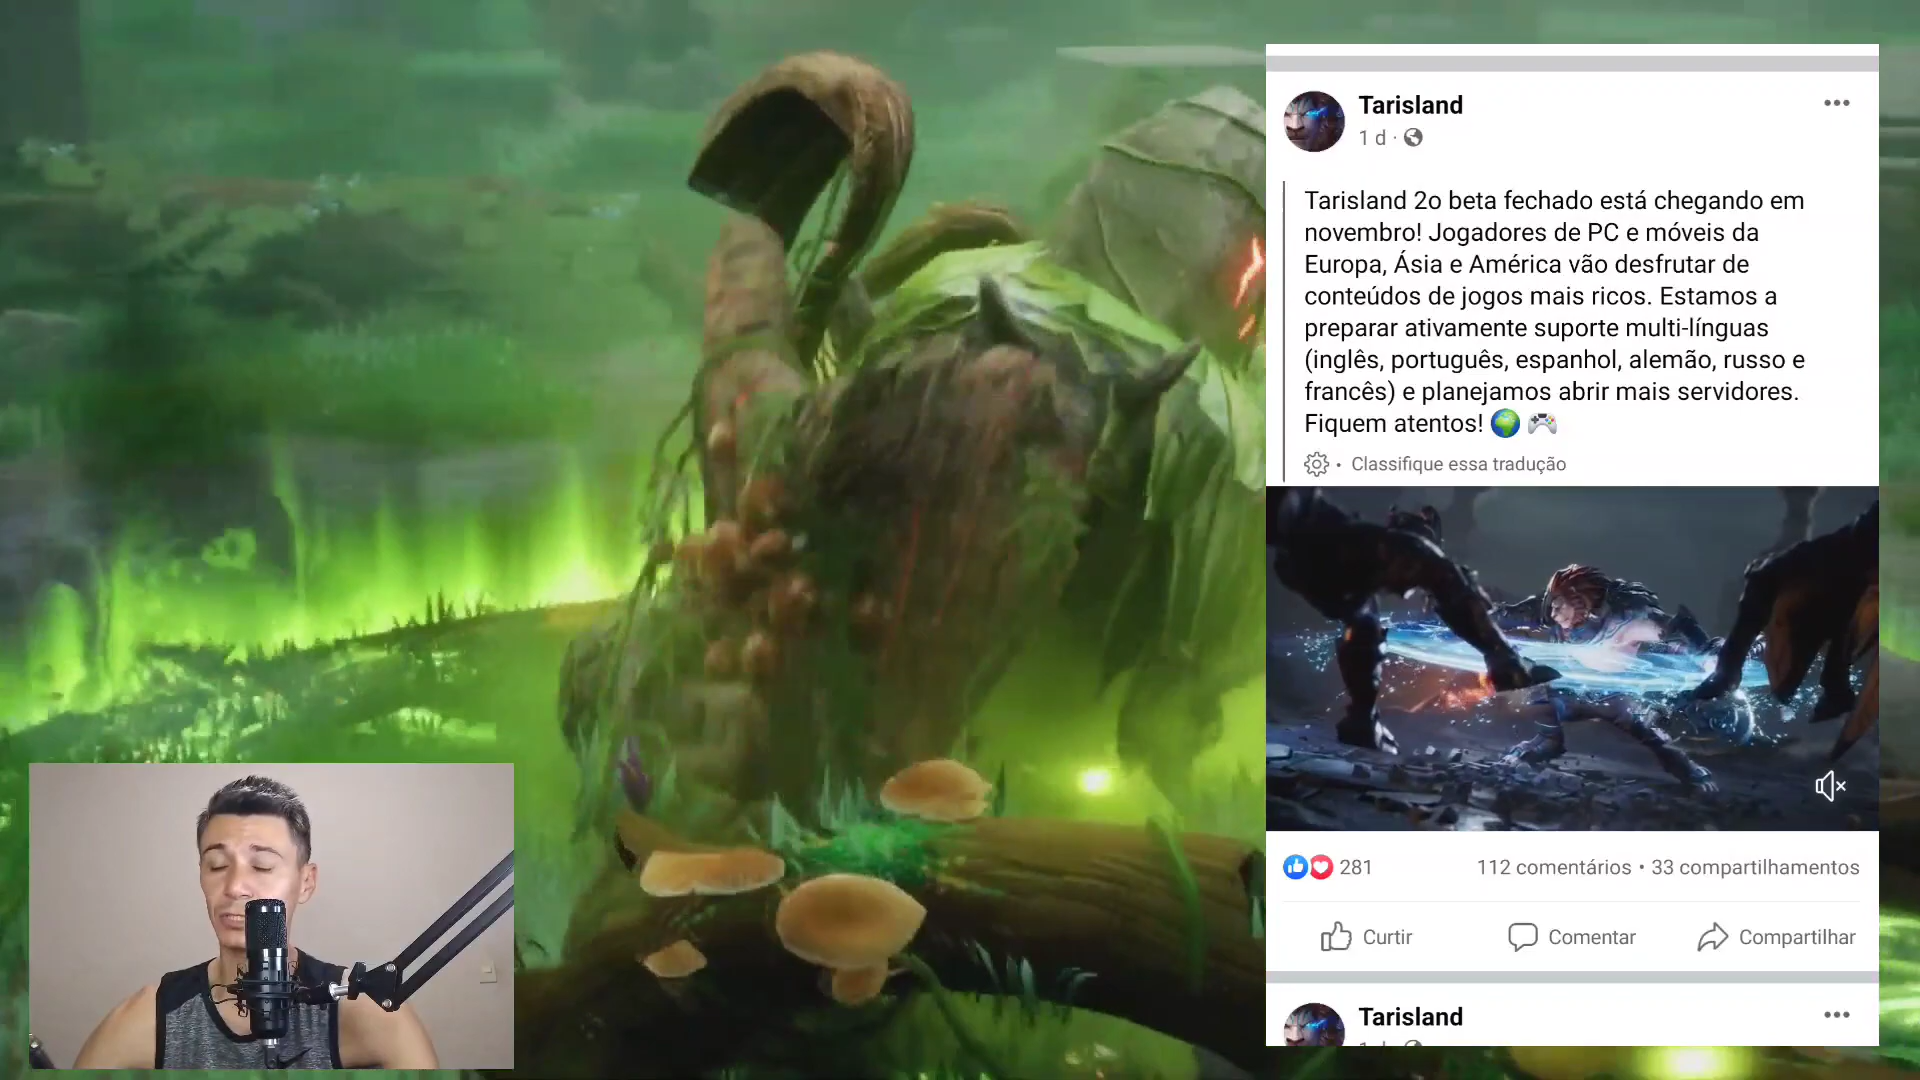 Tarisland
1 d ·
Tarisland 2o beta fechado está chegando em
novembro! Jogadores de PC e móveis da
Europa, Ásia e América vão desfrutar de
conteúdos de jogos mais ricos. Estamos a
preparar ativamente suporte multi-línguas
(inglês, português, espanhol, alemão, russo e
francês) e planejamos abrir mais servidores.
Fiquem atentos! 🌍 🎮
• Classifique essa tradução
281 112 comentários • 33 compartilhamentos
Curtir Comentar Compartilhar
Tarisland